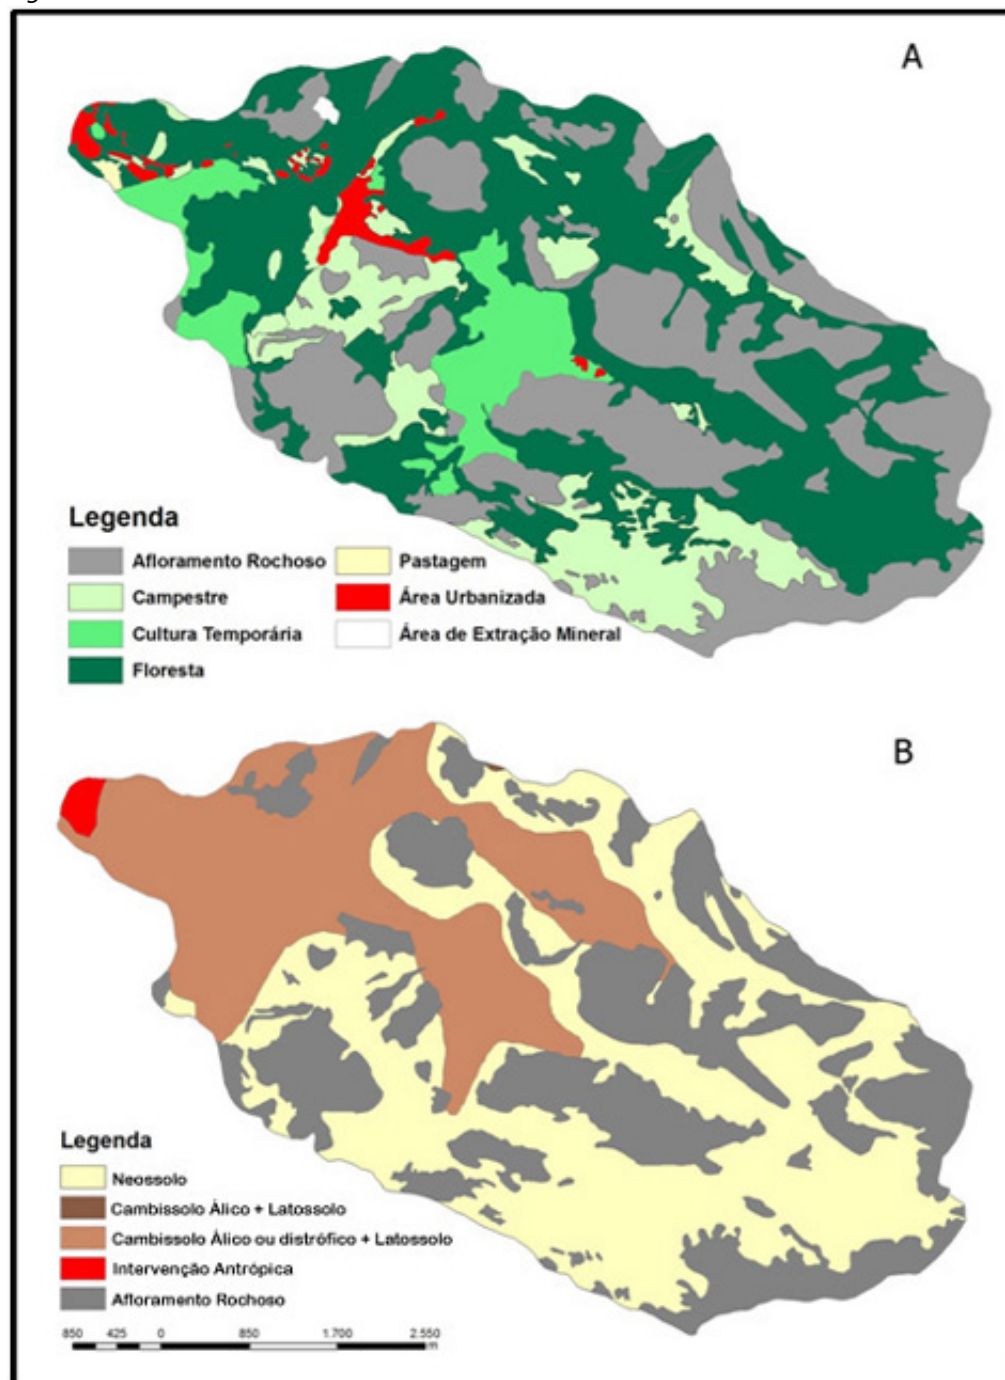 A
Legenda
Afloramento Rochoso
Pastagem
Campestre
Área Urbanizada
Cultura Temporária
Área de Extração Mineral
Floresta
B
Legenda
Neossolo
Cambissolo Álico + Latossolo
Cambissolo Álico ou distrófico + Latossolo
Intervenção Antrópica
Afloramento Rochoso
850 425 0 850 1.700 2.550
m